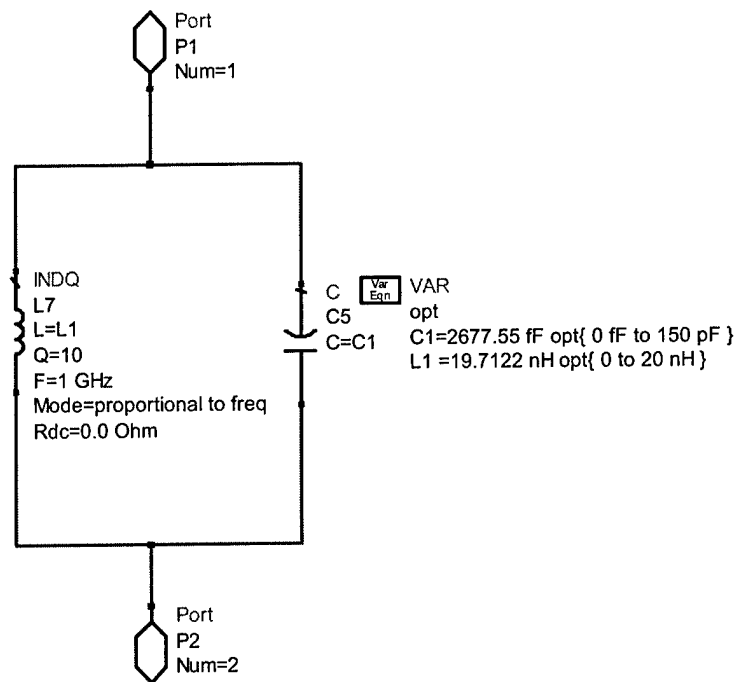 Port
P1
Num=1
INDQ
L7
L=L1
Q=10
F=1 GHz
Mode=proportional to freq
Rdc=0.0 Ohm
C
C5
C=C1
Var
Eqn
VAR
opt
C1=2677.55 fF opt{ 0 fF to 150 pF }
L1 =19.7122 nH opt{ 0 to 20 nH }
Port
P2
Num=2